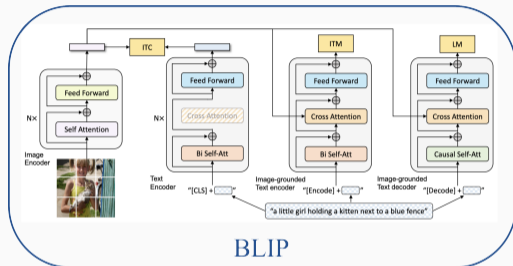 ITC
ITM
LM
Feed Forward
Self Attention
N×
Image
Encoder
Feed Forward
Cross Attention
Bi Self-Att
N×
Text
Encoder
"[CLS] + "
Feed Forward
Cross Attention
Bi Self-Att
Image-grounded
Text encoder
"[Encode] + "
Feed Forward
Cross Attention
Causal Self-Att
Image-grounded
Text decoder
"[Decode] + "
"a little girl holding a kitten next to a blue fence"
BLIP